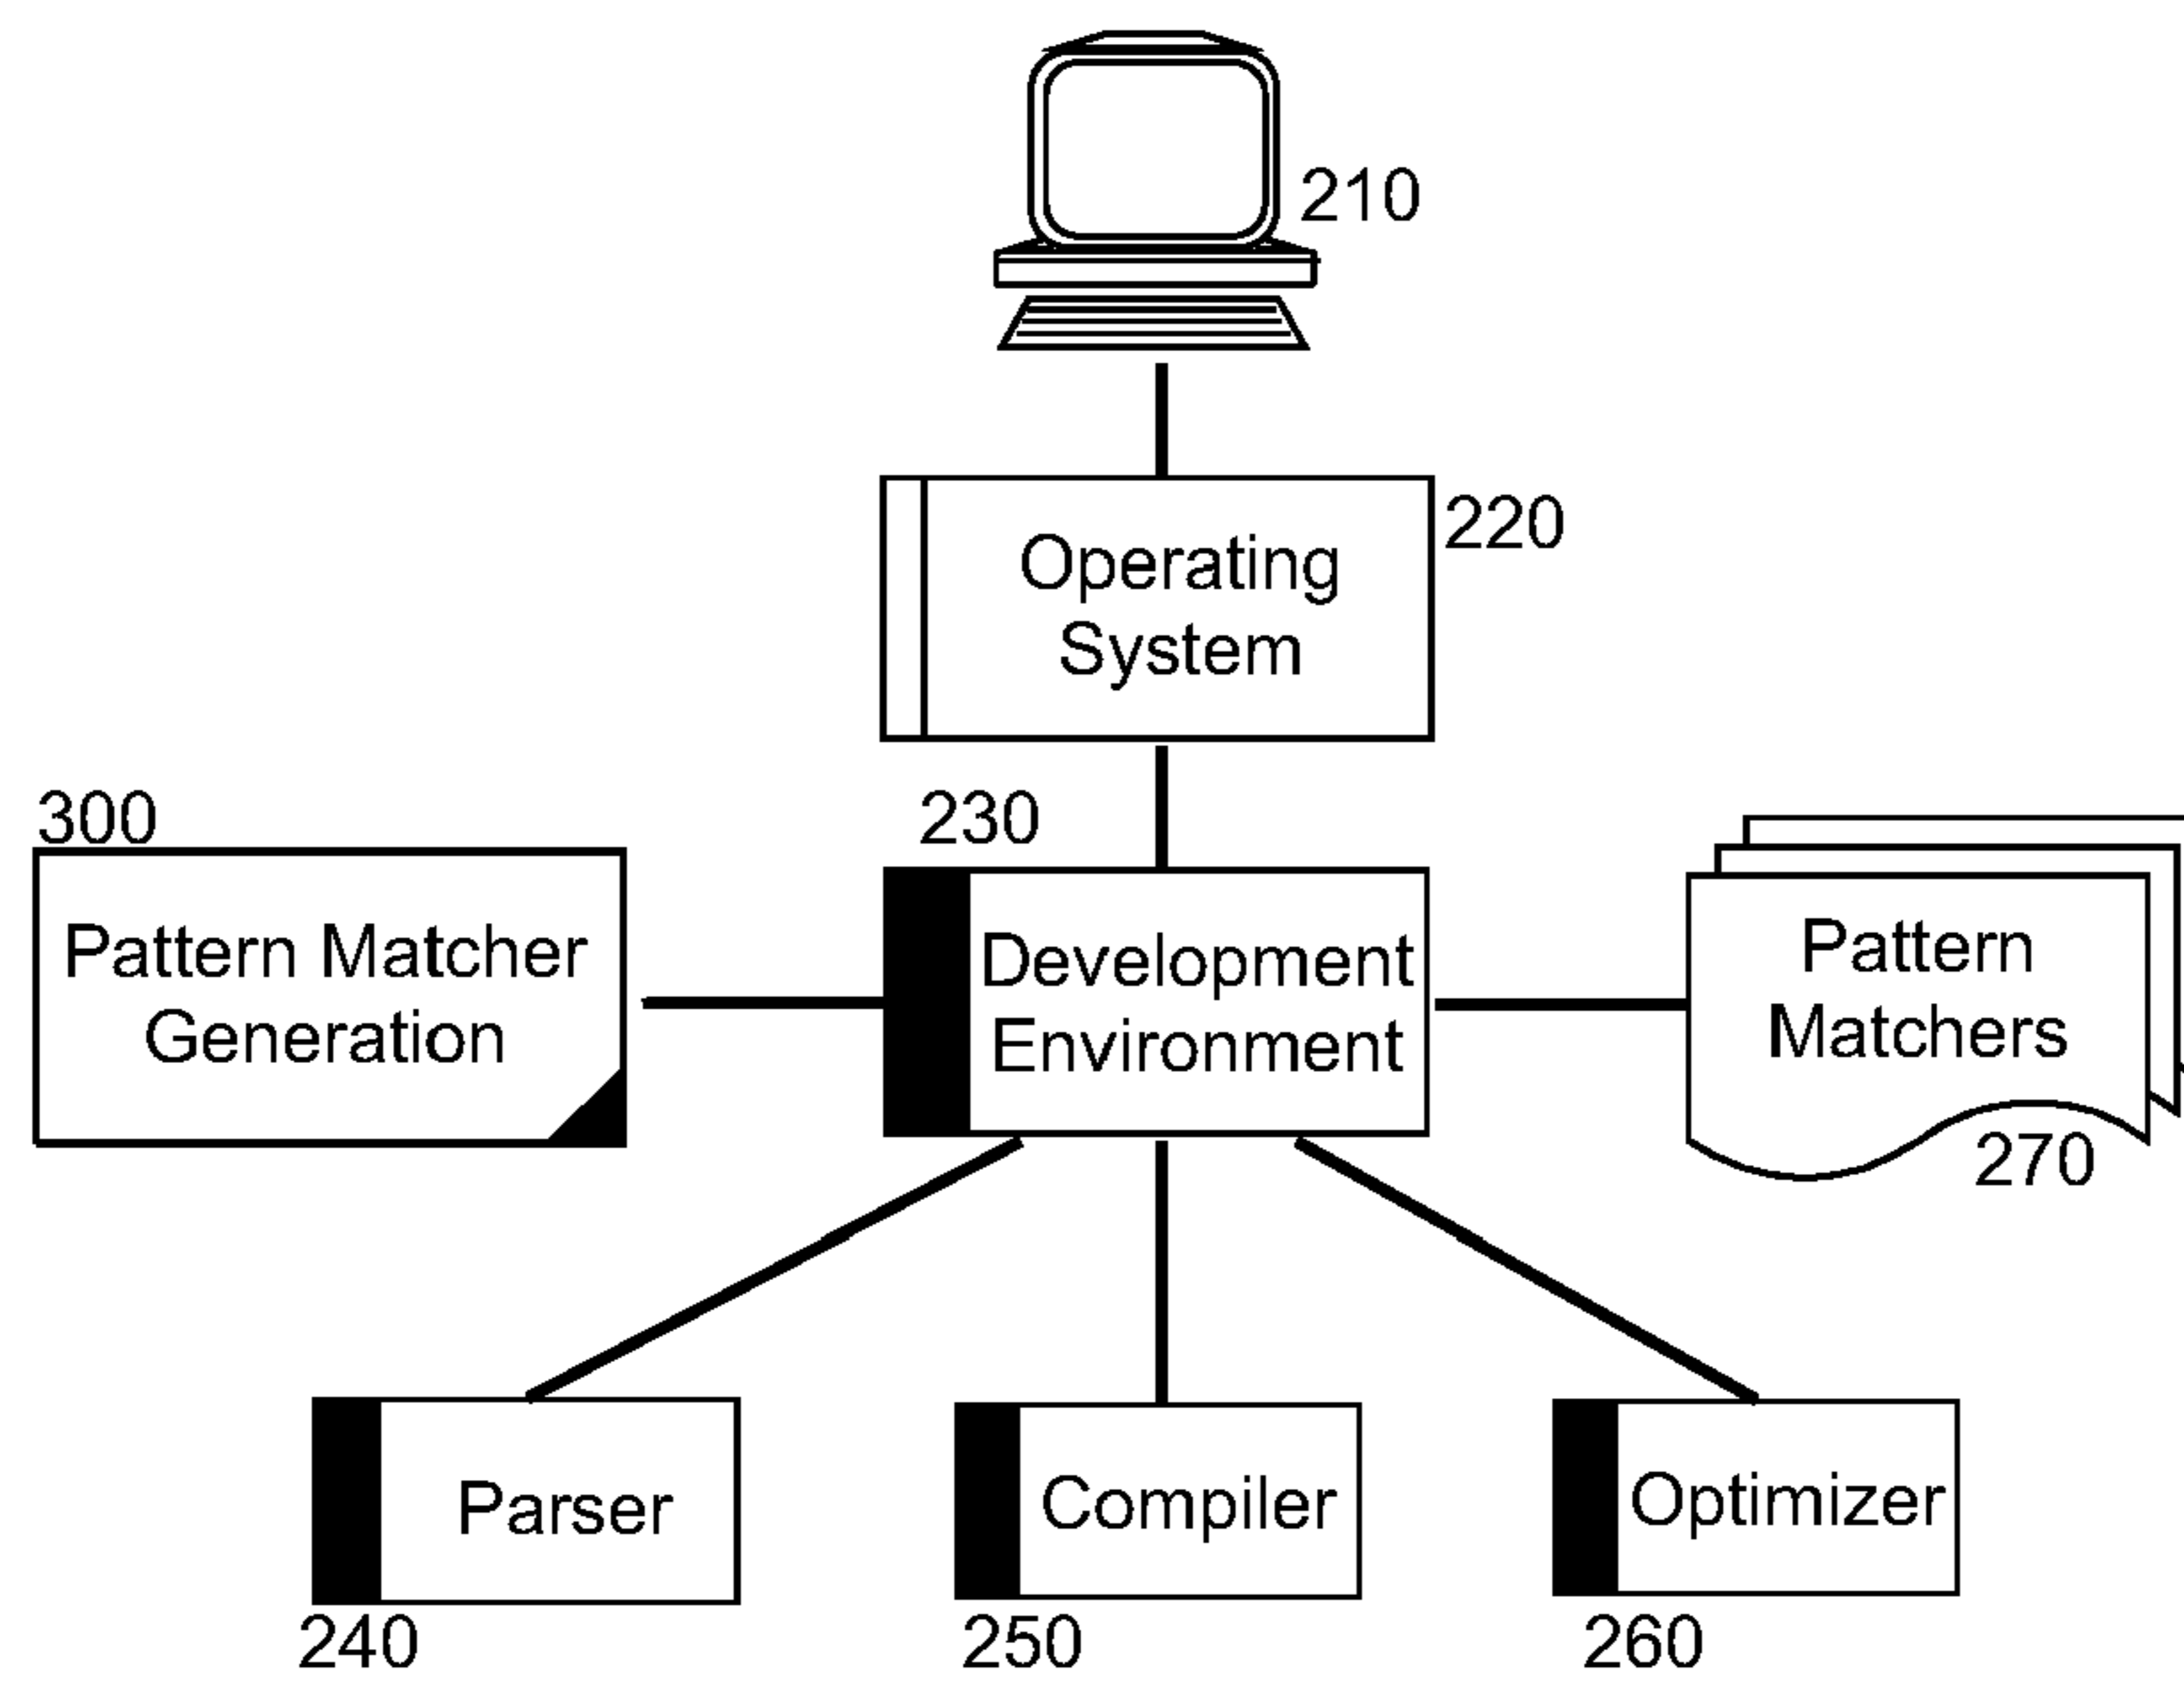 210
Operating
System
220
300
Pattern Matcher
Generation
230
Development
Environment
Pattern
Matchers
270
Parser
240
Compiler
250
Optimizer
260